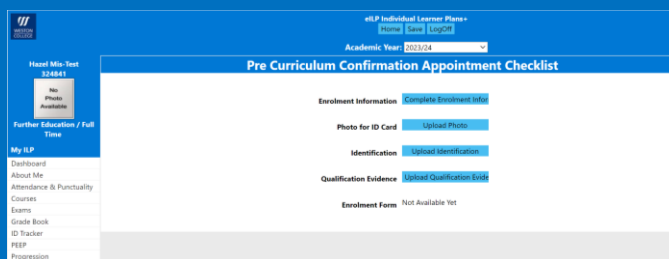 WESTON
COLLEGE
eILP Individual Learner Plans+
Home Save LogOff
Academic Year: 2023/24
Hazel Mis-Test
324841
No
Photo
Available
Further Education / Full
Time
My ILP
Dashboard
About Me
Attendance & Punctuality
Courses
Exams
Grade Book
ID Tracker
PEEP
Progression
Pre Curriculum Confirmation Appointment Checklist
Enrolment Information Complete Enrolment Infor
Photo for ID Card Upload Photo
Identification Upload Identification
Qualification Evidence Upload Qualification Evide
Enrolment Form Not Available Yet